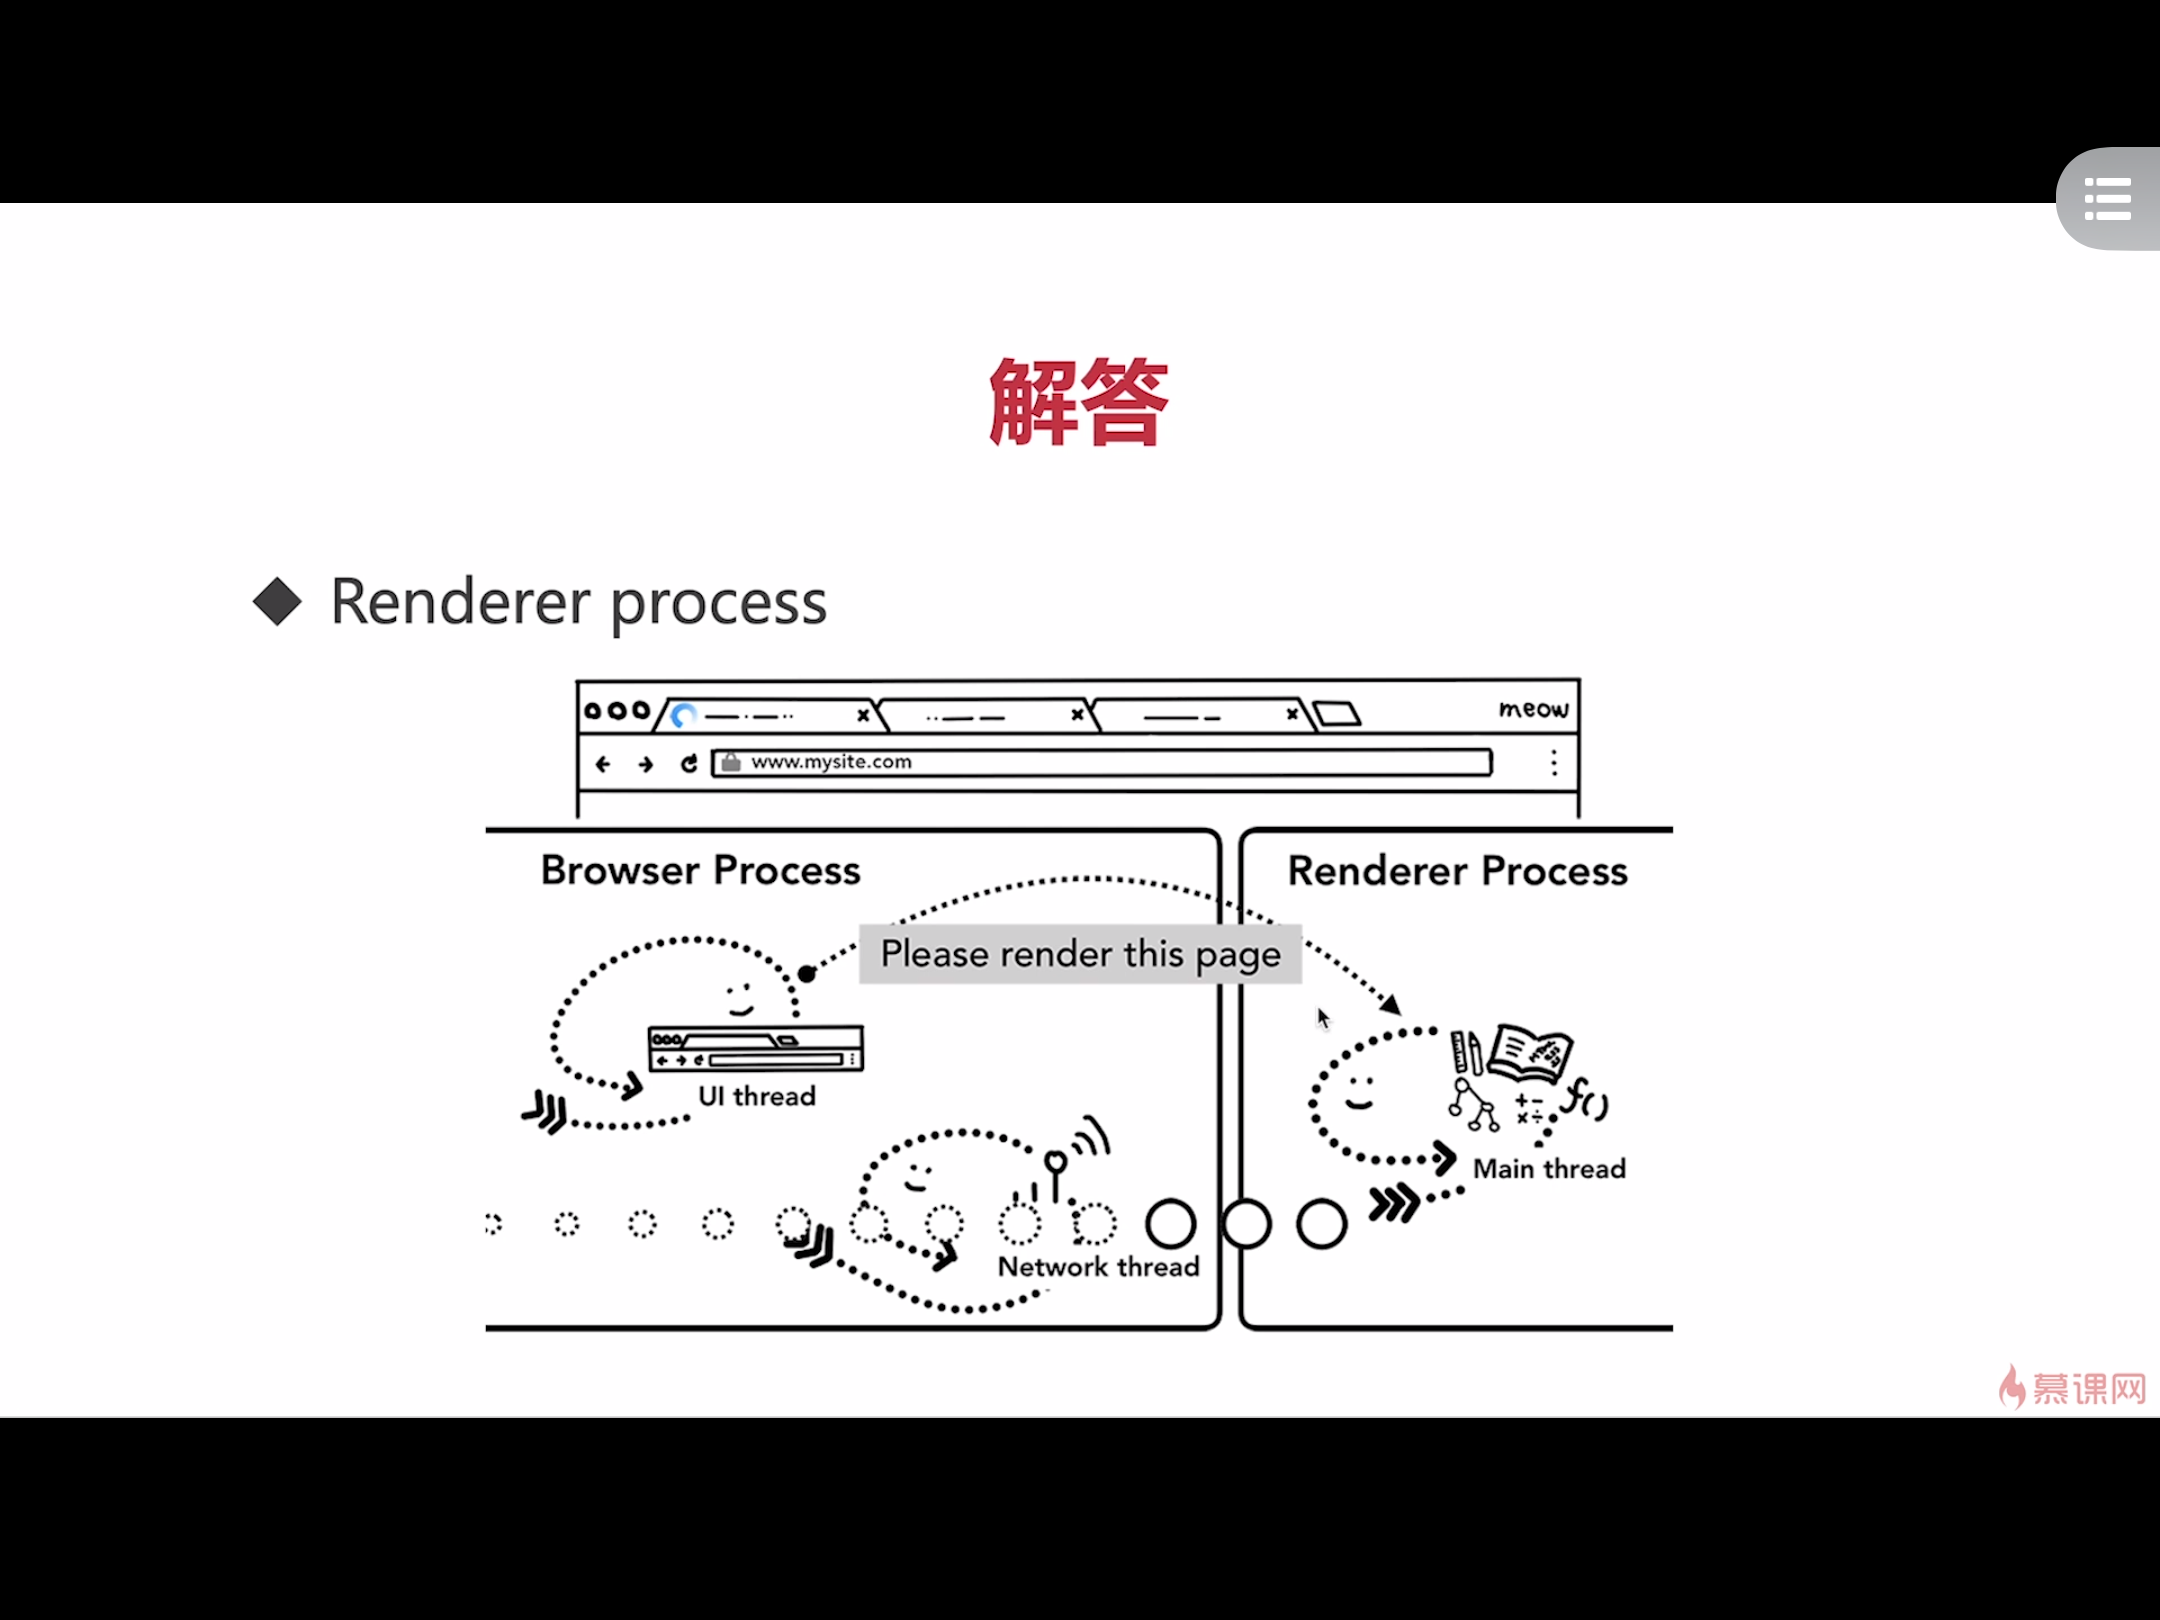 解答
◆ Renderer process
meow
www.mysite.com
Browser Process
Renderer Process
Please render this page
UI thread
f()
Main thread
Network thread
慕课网